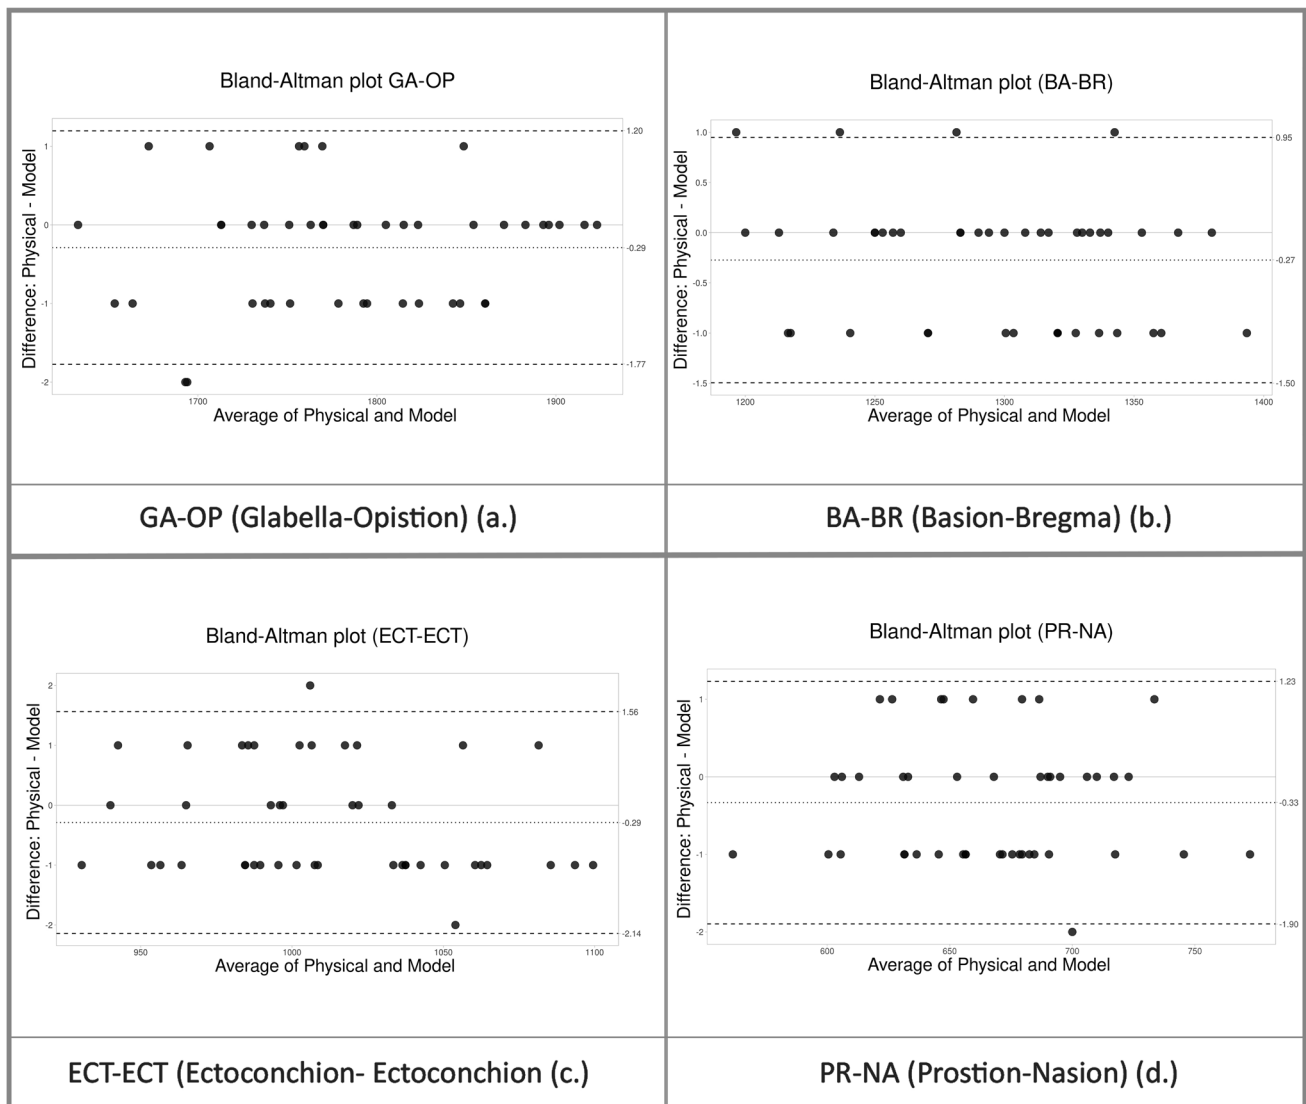 Bland-Altman plot GA-OP
Difference: Physical - Model
1
0
-1
-2
1.20
-0.29
-1.77
1700 1800 1900
Average of Physical and Model
GA-OP (Glabella-Opistion) (a.)
Bland-Altman plot (BA-BR)
Difference: Physical - Model
1.0
0.5
0.0
-0.5
-1.0
-1.5
0.95
-0.27
-1.50
1200 1250 1300 1350 1400
Average of Physical and Model
BA-BR (Basion-Bregma) (b.)
Bland-Altman plot (ECT-ECT)
Difference: Physical - Model
2
1
0
-1
-2
1.56
-0.29
-2.14
950 1000 1050 1100
Average of Physical and Model
ECT-ECT (Ectoconchion- Ectoconchion (c.)
Bland-Altman plot (PR-NA)
Difference: Physical - Model
1
0
-1
-2
1.23
-0.33
-1.90
600 650 700 750
Average of Physical and Model
PR-NA (Prostion-Nasion) (d.)